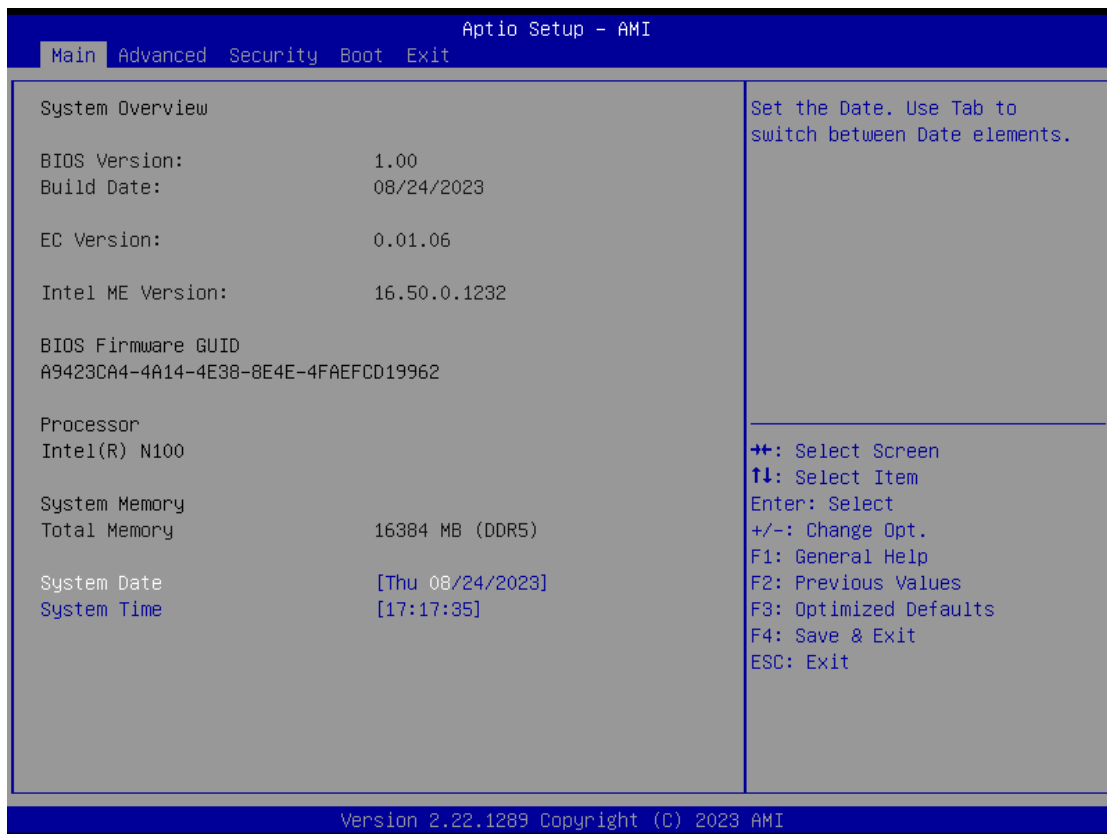 Aptio Setup – AMI
Main Advanced Security Boot Exit
System Overview
BIOS Version: 1.00
Build Date: 08/24/2023
EC Version: 0.01.06
Intel ME Version: 16.50.0.1232
BIOS Firmware GUID
A9423CA4-4A14-4E38-8E4E-4FAEFCD19962
Processor
Intel(R) N100
System Memory
Total Memory 16384 MB (DDR5)
System Date [Thu 08/24/2023]
System Time [17:17:35]
Set the Date. Use Tab to
switch between Date elements.
→←: Select Screen
↑↓: Select Item
Enter: Select
+/-: Change Opt.
F1: General Help
F2: Previous Values
F3: Optimized Defaults
F4: Save & Exit
ESC: Exit
Version 2.22.1289 Copyright (C) 2023 AMI